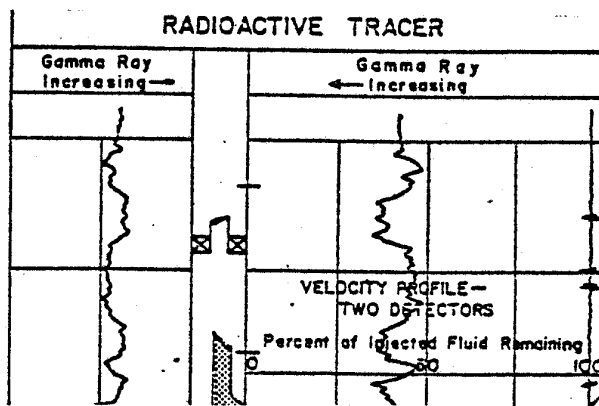 RADIOACTIVE TRACER
Gamma Ray
Increasing→
Gamma Ray
←Increasing
VELOCITY PROFILE—
TWO DETECTORS
Percent of Injected Fluid Remaining
0 50 100